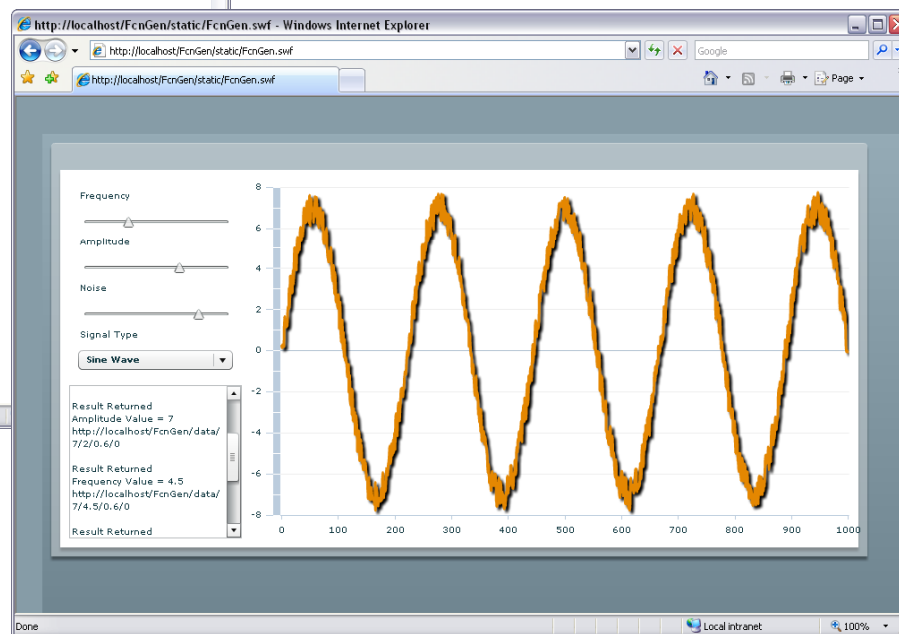 http://localhost/FcnGen/static/FcnGen.swf - Windows Internet Explorer
http://localhost/FcnGen/static/FcnGen.swf
Google
http://localhost/FcnGen/static/FcnGen.swf
Page
Frequency
Amplitude
Noise
Signal Type
Sine Wave
Result Returned
Amplitude Value = 7
http://localhost/FcnGen/data/
7/2/0.6/0
Result Returned
Frequency Value = 4.5
http://localhost/FcnGen/data/
7/4.5/0.6/0
Result Returned
8
6
4
2
0
-2
-4
-6
-8
0 100 200 300 400 500 600 700 800 900 1000
Done
Local intranet
100%